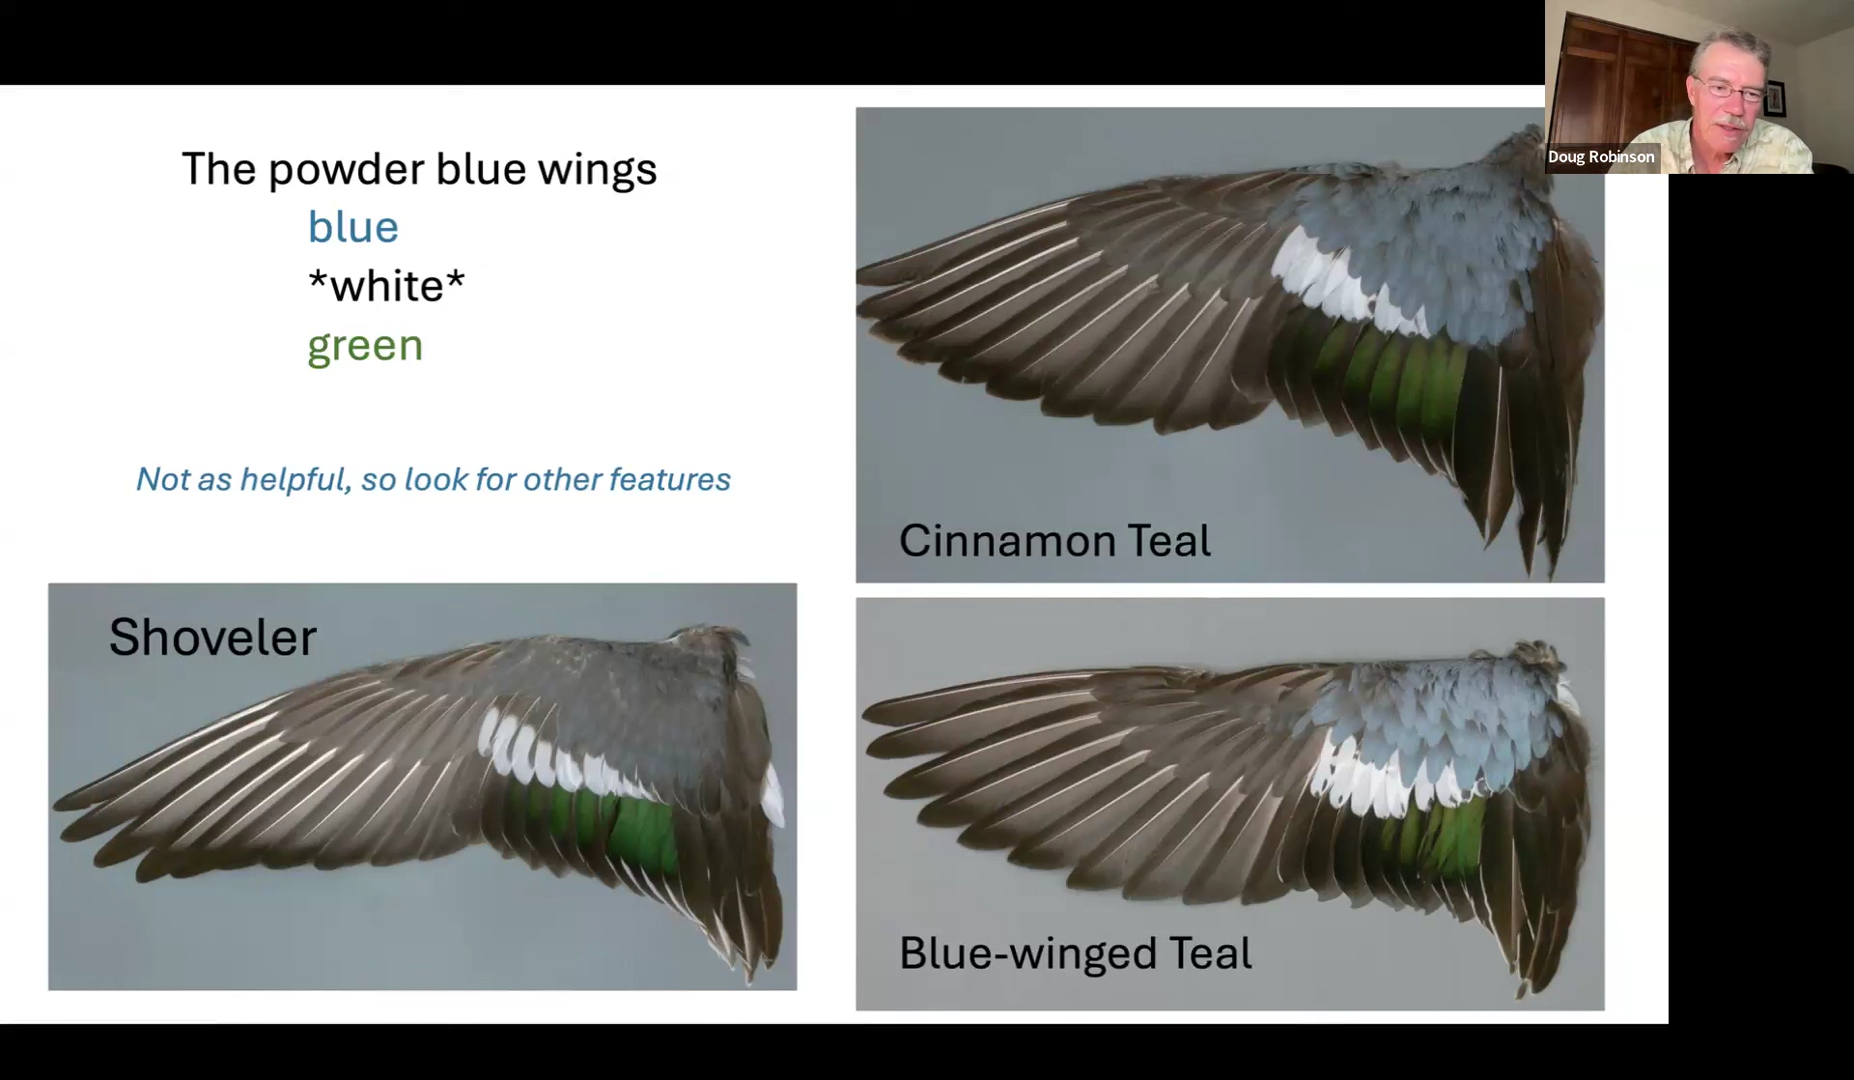 The powder blue wings
blue
*white*
green
Not as helpful, so look for other features
Doug Robinson
Cinnamon Teal
Shoveler
Blue-winged Teal